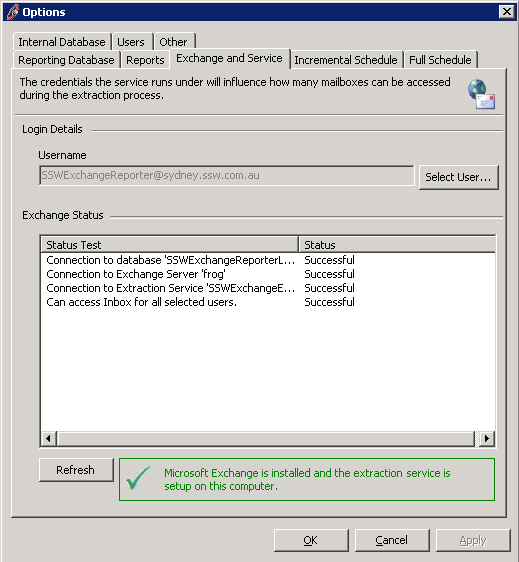 Options
Internal Database Users Other
Reporting Database Reports Exchange and Service Incremental Schedule Full Schedule
The credentials the service runs under will influence how many mailboxes can be accessed
during the extraction process.
Login Details
Username
SSWExchangeReporter@sydney.ssw.com.au
Select User...
Exchange Status
Status Test Status
Connection to database 'SSWExchangeReporterL... Successful
Connection to Exchange Server 'frog' Successful
Connection to Extraction Service 'SSWExchangeE... Successful
Can access Inbox for all selected users. Successful
Refresh
Microsoft Exchange is installed and the extraction service is
setup on this computer.
OK Cancel Apply